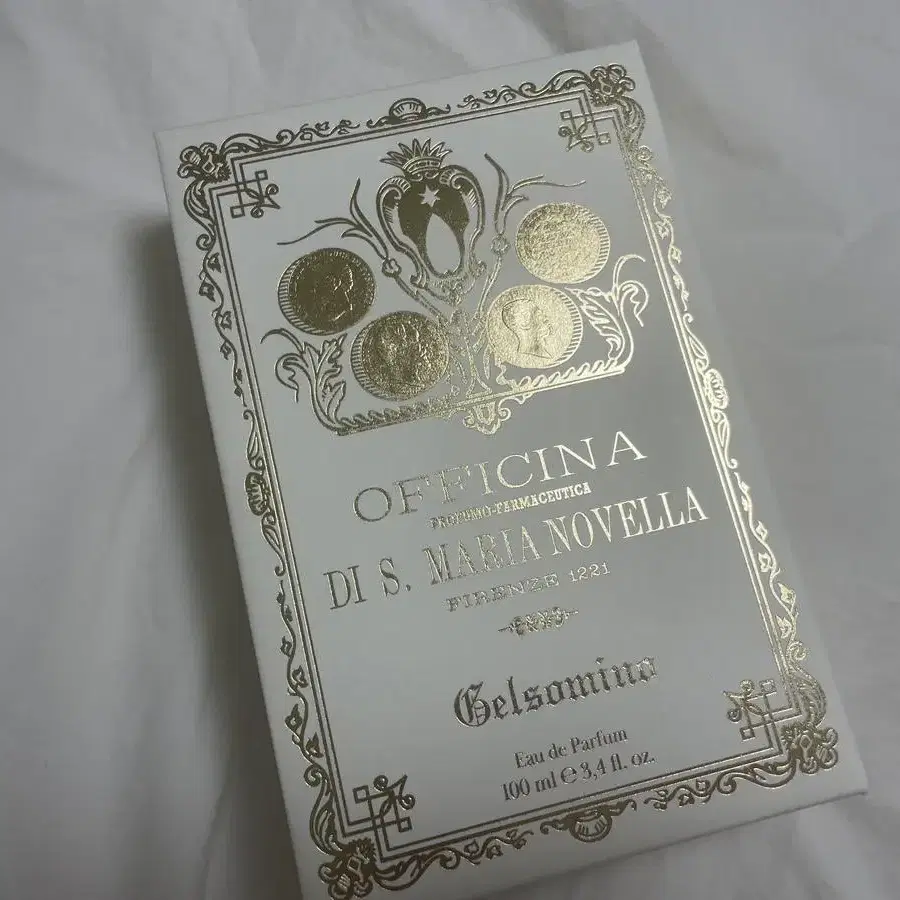 OFFICINA
PROFUMO-FARMACEUTICA
DI S. MARIA NOVELLA
FIRENZE 1221
Gelsomino
Eau de Parfum
100 ml ℮ 3,4 fl. oz.